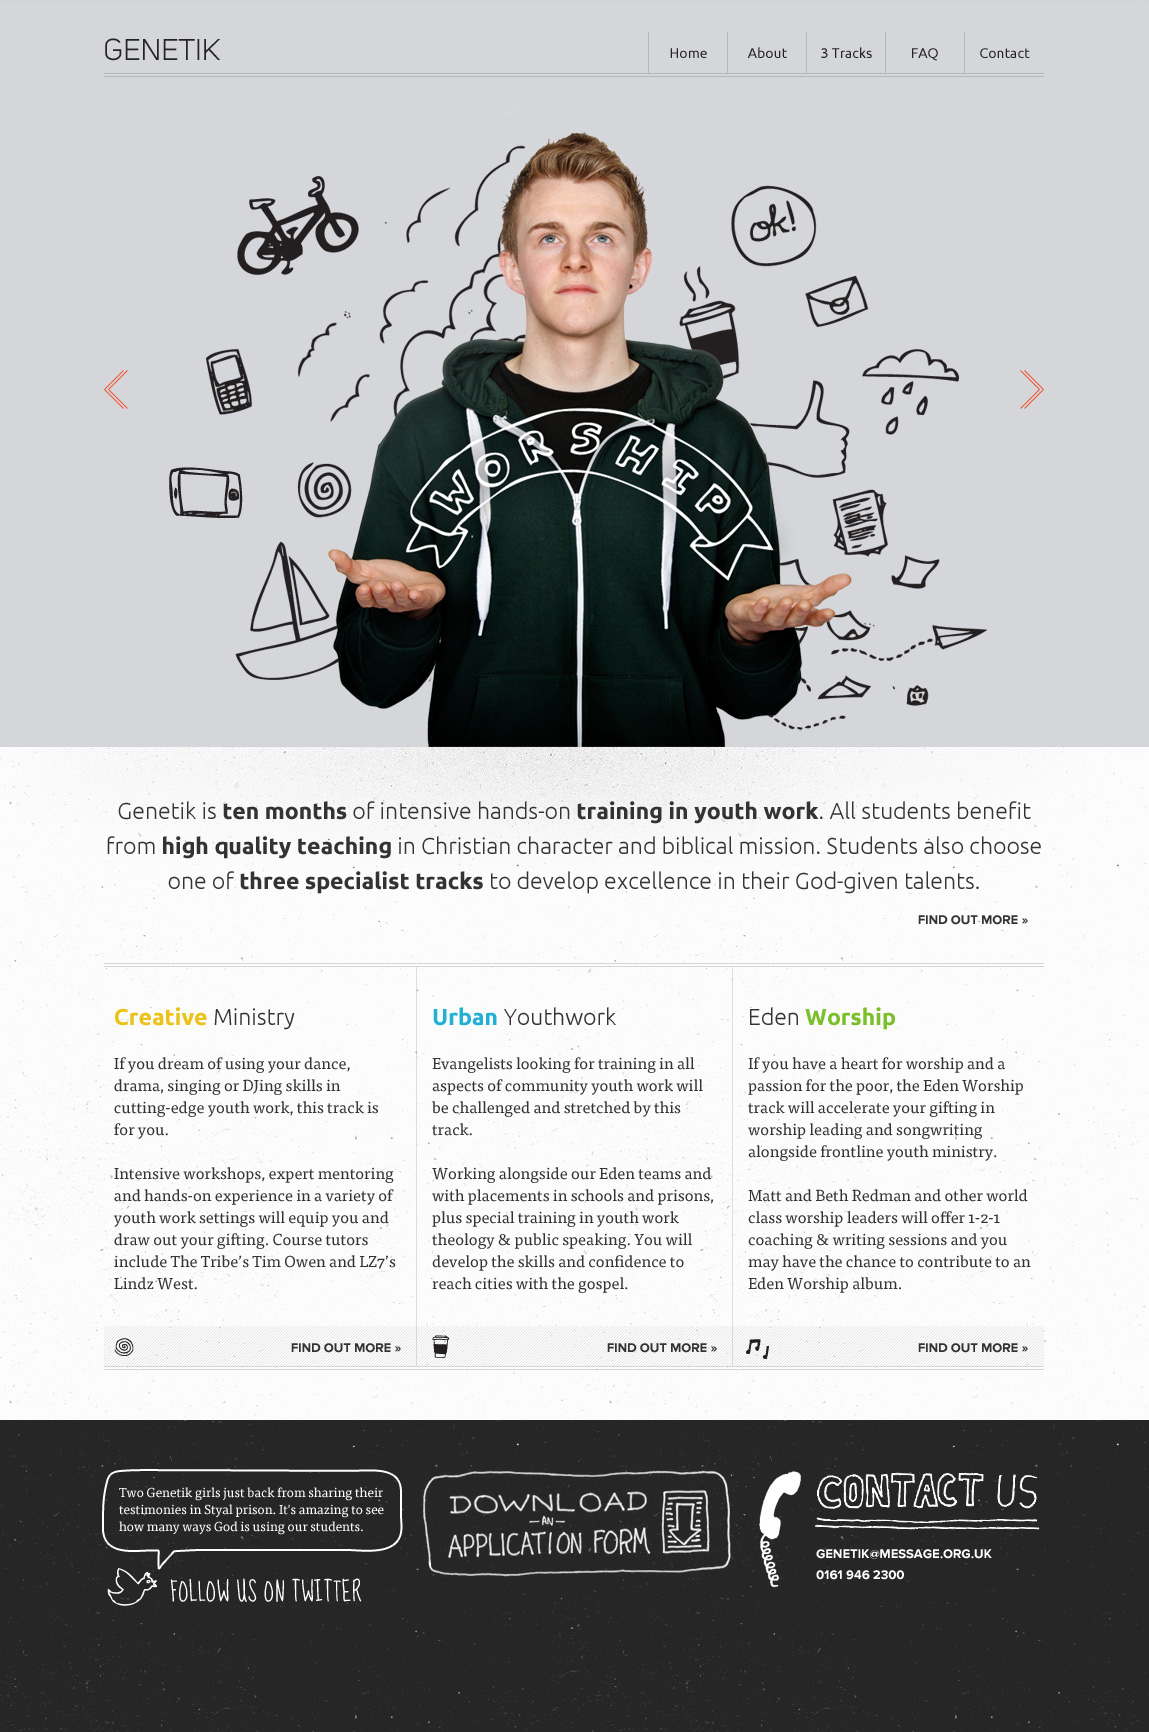 GENETIK
Home
About
3 Tracks
FAQ
Contact
ok!
WORSHIP
Genetik is ten months of intensive hands-on training in youth work. All students benefit
from high quality teaching in Christian character and biblical mission. Students also choose
one of three specialist tracks to develop excellence in their God-given talents.
FIND OUT MORE »
Creative Ministry
If you dream of using your dance,
drama, singing or DJing skills in
cutting-edge youth work, this track is
for you.
Intensive workshops, expert mentoring
and hands-on experience in a variety of
youth work settings will equip you and
draw out your gifting. Course tutors
include The Tribe’s Tim Owen and LZ7’s
Lindz West.
FIND OUT MORE »
Urban Youthwork
Evangelists looking for training in all
aspects of community youth work will
be challenged and stretched by this
track.
Working alongside our Eden teams and
with placements in schools and prisons,
plus special training in youth work
theology & public speaking. You will
develop the skills and confidence to
reach cities with the gospel.
FIND OUT MORE »
Eden Worship
If you have a heart for worship and a
passion for the poor, the Eden Worship
track will accelerate your gifting in
worship leading and songwriting
alongside frontline youth ministry.
Matt and Beth Redman and other world
class worship leaders will offer 1-2-1
coaching & writing sessions and you
may have the chance to contribute to an
Eden Worship album.
FIND OUT MORE »
Two Genetik girls just back from sharing their
testimonies in Styal prison. It's amazing to see
how many ways God is using our students.
FOLLOW US ON TWITTER
DOWNLOAD
AN
APPLICATION FORM
CONTACT US
GENETIK@MESSAGE.ORG.UK
0161 946 2300